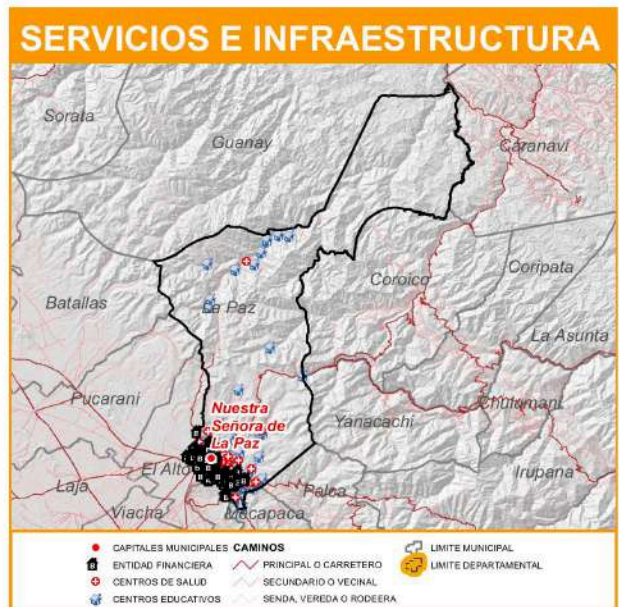 SERVICIOS E INFRAESTRUCTURA
Sorata
Guanay
Caranavi
Batallas
La Paz
Coroico
Coripata
La Asunta
Pucarani
Nuestra
Señora de
La Paz
Yanacachi
Chulumani
El Alto
Irupana
Laja
Palca
Viacha
Mecapaca
CAPITALES MUNICIPALES
ENTIDAD FINANCIERA
CENTROS DE SALUD
CENTROS EDUCATIVOS
CAMINOS
PRINCIPAL O CARRETERO
SECUNDARIO O VECINAL
SENDA, VEREDA O RODEERA
LIMITE MUNICIPAL
LIMITE DEPARTAMENTAL